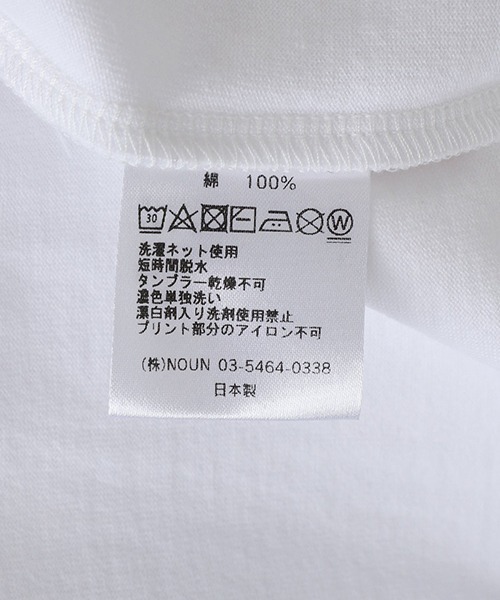 綿 100%
30 W
洗濯ネット使用
短時間脱水
タンブラー乾燥不可
濃色単独洗い
漂白剤入り洗剤使用禁止
プリント部分のアイロン不可
(株)NOUN 03-5464-0338
日本製